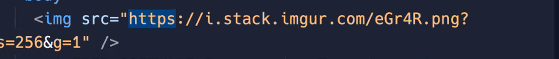 body
<img src="https://i.stack.imgur.com/eGr4R.png?
s=256&g=1" />